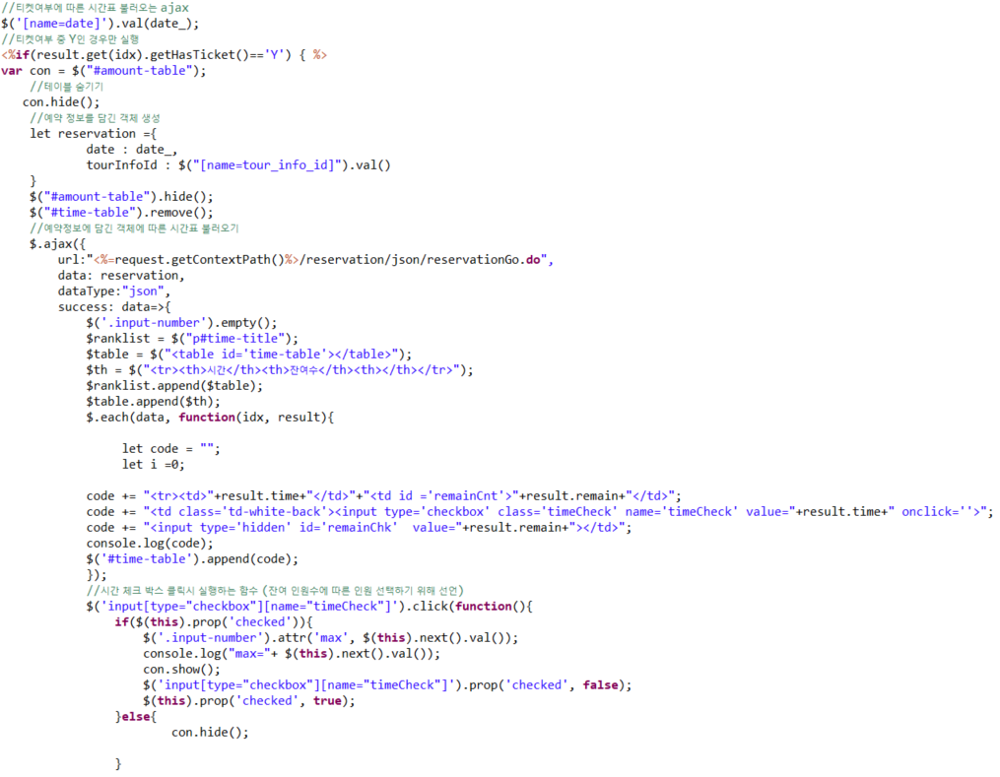 //티켓여부에 따른 시간표 불러오는 ajax
$('[name=date]').val(date_);
//티켓여부 중 Y인 경우만 실행
<%if(result.get(idx).getHasTicket()=='Y') { %>
var con = $("#amount-table");
//테이블 숨기기
con.hide();
//예약 정보를 담긴 객체 생성
let reservation ={
date : date_,
tourInfoId : $("[name=tour_info_id]").val()
}
$("#amount-table").hide();
$("#time-table").remove();
//예약정보에 담긴 객체에 따른 시간표 불러오기
$.ajax({
url:"<%=request.getContextPath()%>/reservation/json/reservationGo.do",
data: reservation,
dataType:"json",
success: data=>{
$('.input-number').empty();
$ranklist = $("p#time-title");
$table = $("<table id='time-table'></table>");
$th = $("<tr><th>시간</th><th>잔여수</th><th></th></tr>");
$ranklist.append($table);
$table.append($th);
$.each(data, function(idx, result){
let code = "";
let i =0;
code += "<tr><td>"+result.time+"</td>"+"<td id ='remainCnt'>"+result.remain+"</td>";
code += "<td class='td-white-back'><input type='checkbox' class='timeCheck' name='timeCheck' value="+result.time+" onclick=''>";
code += "<input type='hidden' id='remainChk'  value="+result.remain+"></td>";
console.log(code);
$('#time-table').append(code);
});
//시간 체크 박스 클릭시 실행하는 함수 (잔여 인원수에 따른 인원 선택하기 위해 선언)
$('input[type="checkbox"][name="timeCheck"]').click(function(){
if($(this).prop('checked')){
$('.input-number').attr('max', $(this).next().val());
console.log("max="+ $(this).next().val());
con.show();
$('input[type="checkbox"][name="timeCheck"]').prop('checked', false);
$(this).prop('checked', true);
}else{
con.hide();
}